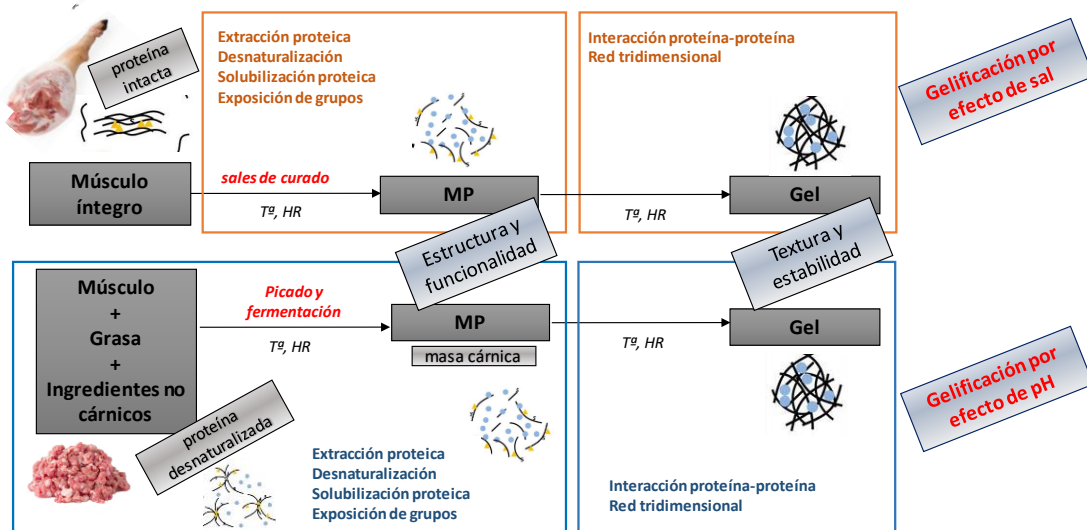 proteína
intacta
Extracción proteica
Desnaturalización
Solubilización proteica
Exposición de grupos
Interacción proteína-proteína
Red tridimensional
Gelificación por
efecto de sal
Músculo
íntegro
sales de curado
Tª, HR
MP
Tª, HR
Gel
Estructura y
funcionalidad
Textura y
estabilidad
Músculo
+
Grasa
+
Ingredientes no
cárnicos
Picado y
fermentación
Tª, HR
MP
masa cárnica
Tª, HR
Gel
Gelificación por
efecto de pH
proteína
desnaturalizada
Extracción proteica
Desnaturalización
Solubilización proteica
Exposición de grupos
Interacción proteína-proteína
Red tridimensional